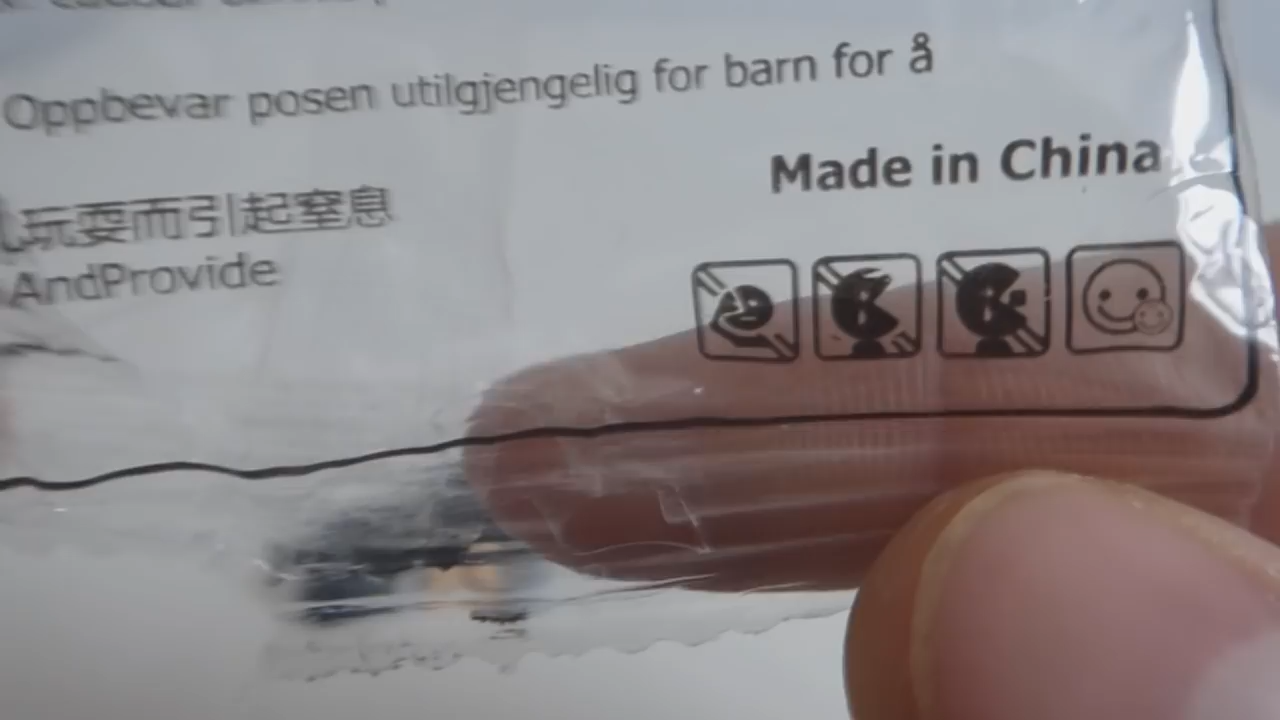 Oppbevar posen utilgjengelig for barn for å
Made in China
玩耍而引起窒息
AndProvide